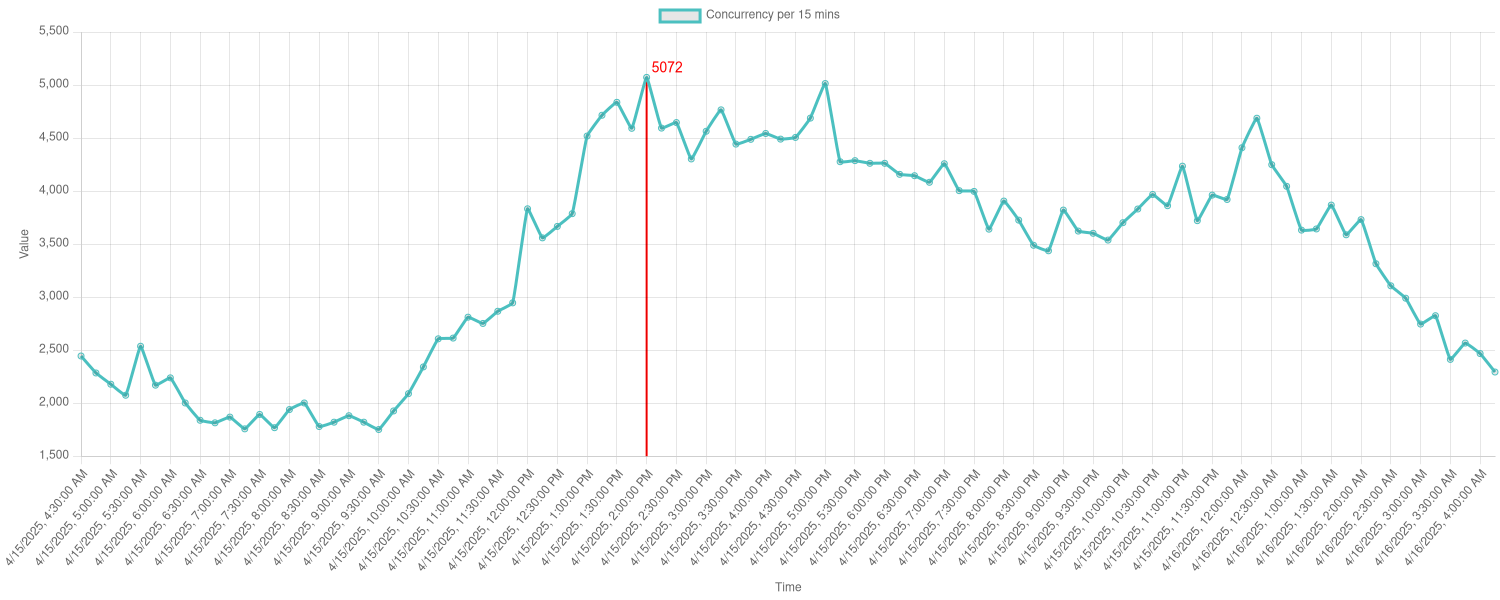 Concurrency per 15 mins
5072
Value
5,500
5,000
4,500
4,000
3,500
3,000
2,500
2,000
1,500
4/15/2025, 4:30:00 AM
4/15/2025, 5:00:00 AM
4/15/2025, 5:30:00 AM
4/15/2025, 6:00:00 AM
4/15/2025, 6:30:00 AM
4/15/2025, 7:00:00 AM
4/15/2025, 7:30:00 AM
4/15/2025, 8:00:00 AM
4/15/2025, 8:30:00 AM
4/15/2025, 9:00:00 AM
4/15/2025, 9:30:00 AM
4/15/2025, 10:00:00 AM
4/15/2025, 10:30:00 AM
4/15/2025, 11:00:00 AM
4/15/2025, 11:30:00 AM
4/15/2025, 12:00:00 PM
4/15/2025, 12:30:00 PM
4/15/2025, 1:00:00 PM
4/15/2025, 1:30:00 PM
4/15/2025, 2:00:00 PM
4/15/2025, 2:30:00 PM
4/15/2025, 3:00:00 PM
4/15/2025, 3:30:00 PM
4/15/2025, 4:00:00 PM
4/15/2025, 4:30:00 PM
4/15/2025, 5:00:00 PM
4/15/2025, 5:30:00 PM
4/15/2025, 6:00:00 PM
4/15/2025, 6:30:00 PM
4/15/2025, 7:00:00 PM
4/15/2025, 7:30:00 PM
4/15/2025, 8:00:00 PM
4/15/2025, 8:30:00 PM
4/15/2025, 9:00:00 PM
4/15/2025, 9:30:00 PM
4/15/2025, 10:00:00 PM
4/15/2025, 10:30:00 PM
4/15/2025, 11:00:00 PM
4/15/2025, 11:30:00 PM
4/16/2025, 12:00:00 AM
4/16/2025, 12:30:00 AM
4/16/2025, 1:00:00 AM
4/16/2025, 1:30:00 AM
4/16/2025, 2:00:00 AM
4/16/2025, 2:30:00 AM
4/16/2025, 3:00:00 AM
4/16/2025, 3:30:00 AM
4/16/2025, 4:00:00 AM
Time